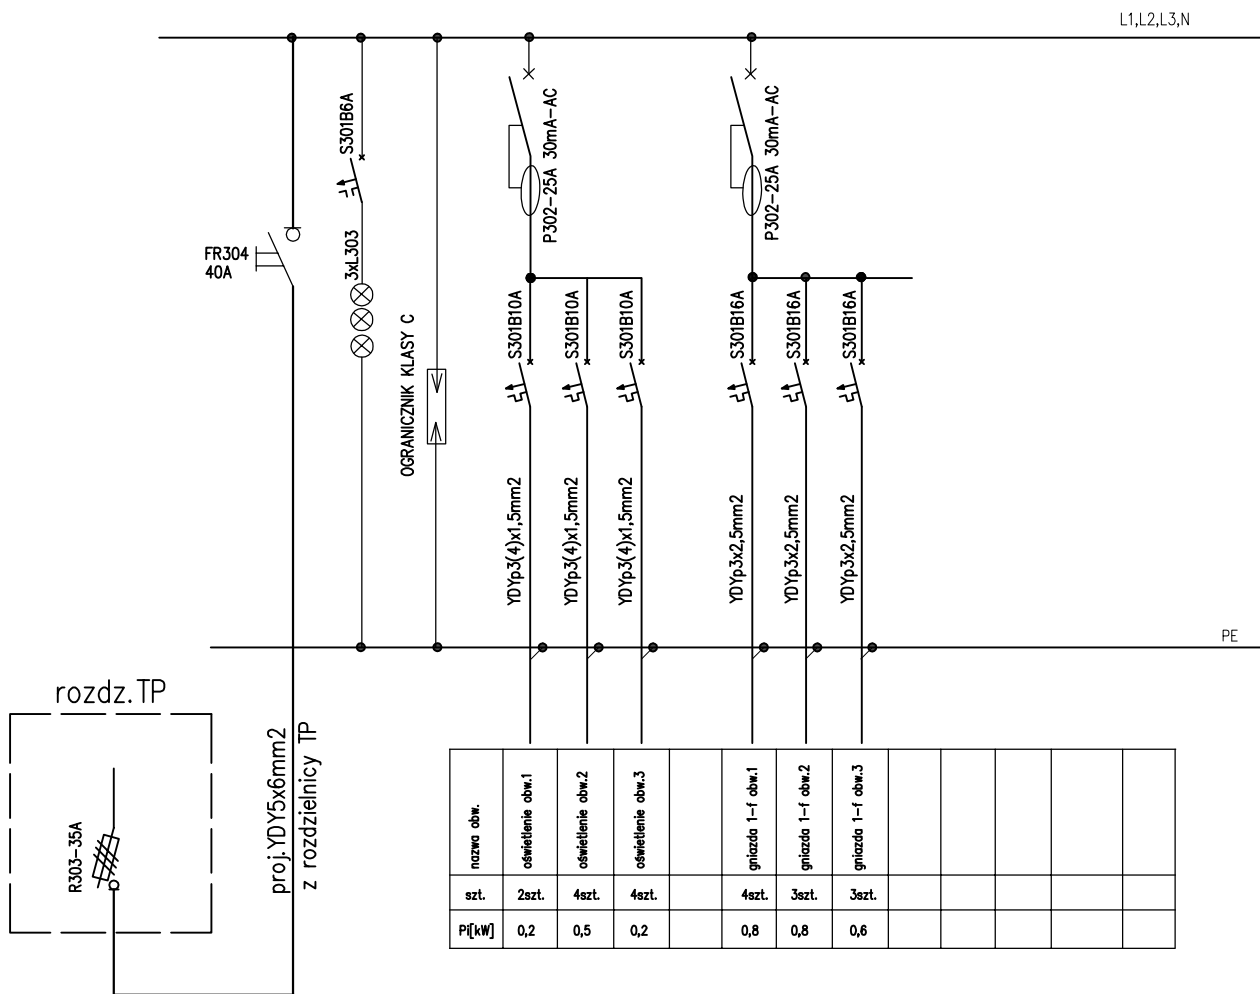 L1,L2,L3,N
S301B6A
P302-25A 30mA-AC
P302-25A 30mA-AC
FR304
40A
3xL303
OGRANICZNIK KLASY C
S301B10A
S301B10A
S301B10A
S301B16A
S301B16A
S301B16A
YDYp3(4)x1,5mm2
YDYp3(4)x1,5mm2
YDYp3(4)x1,5mm2
YDYp3x2,5mm2
YDYp3x2,5mm2
YDYp3x2,5mm2
PE
rozdz.TP
R303-35A
proj.YDY5x6mm2
z rozdzielnicy TP
nazwa obw. oświetlenie obw.1 oświetlenie obw.2 oświetlenie obw.3 gniazda 1-f obw.1 gniazda 1-f obw.2 gniazda 1-f obw.3
szt. 2szt. 4szt. 4szt. 4szt. 3szt. 3szt.
Pi[kW] 0,2 0,5 0,2 0,8 0,8 0,6